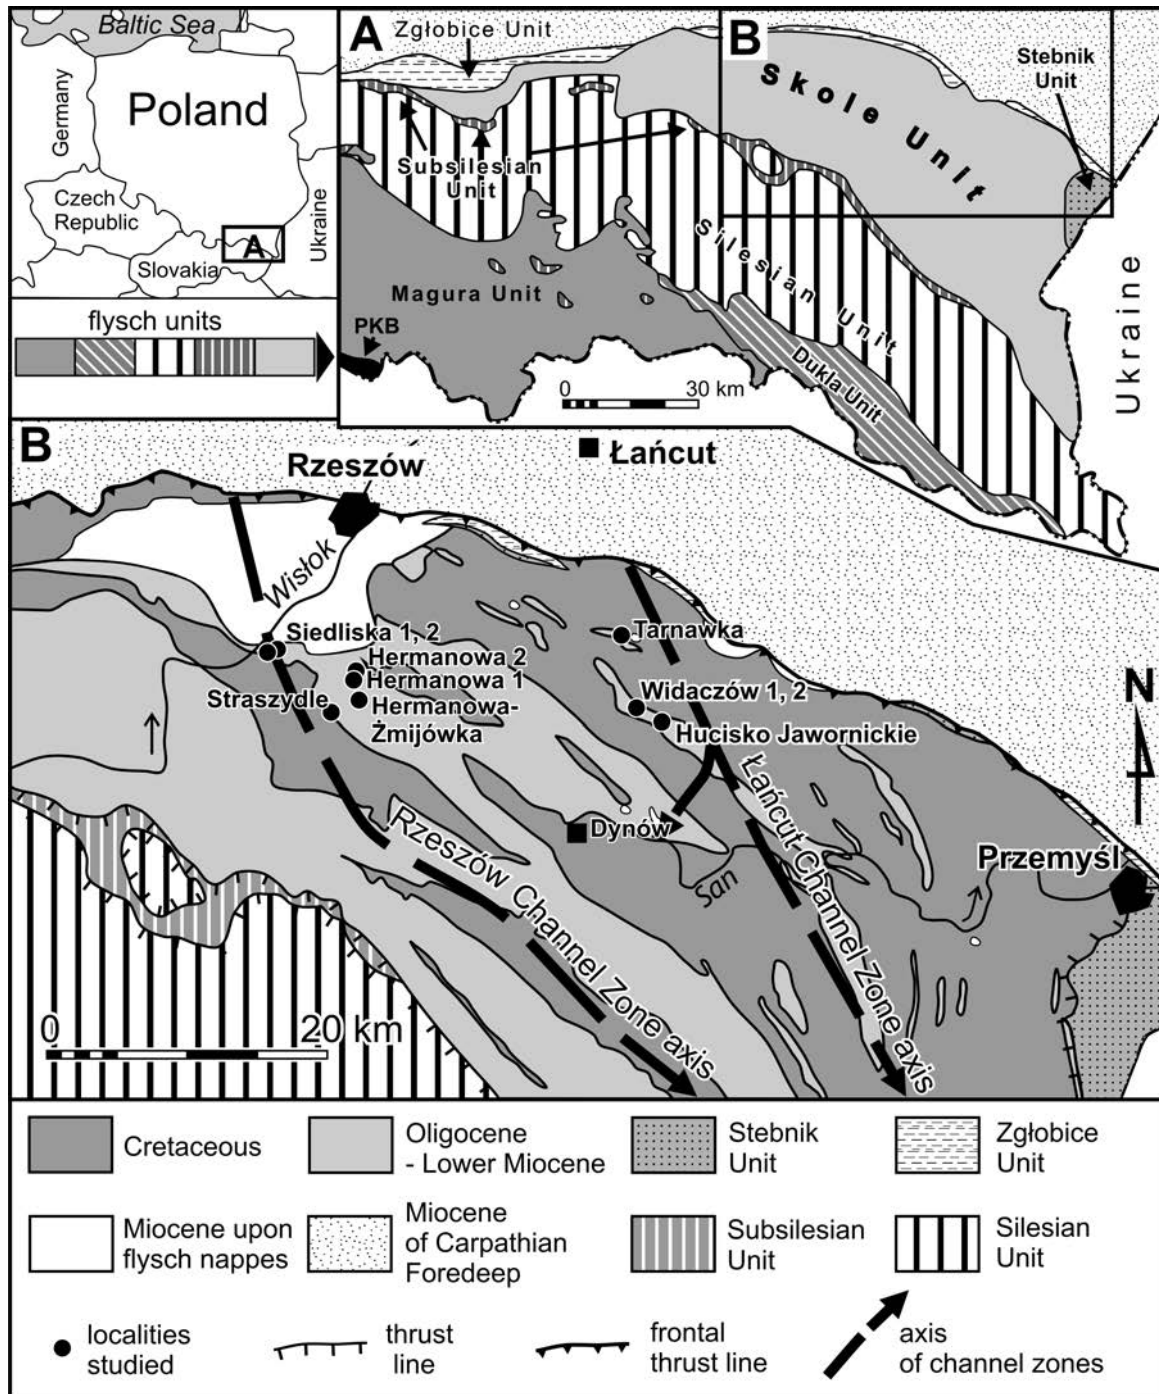 Baltic Sea
Germany
Poland
Czech
Republic
Ukraine
A
Slovakia
flysch units
A
Zgłobice Unit
B
Stebnik
Unit
Skole Unit
Subsilesian
Unit
Silesian Unit
Magura Unit
PKB
Dukla Unit
0 30 km
Ukraine
B
Rzeszów
Łańcut
Wisłok
Siedliska 1, 2
Hermanowa 2
Hermanowa 1
Straszydle
Hermanowa-
Żmijówka
Tarnawka
Widaczów 1, 2
Hucisko Jawornickie
N
Dynów
San
Przemyśl
Rzeszów Channel Zone axis
Łańcut Channel Zone axis
0 20 km
Cretaceous
Oligocene
- Lower Miocene
Stebnik
Unit
Zgłobice
Unit
Miocene upon
flysch nappes
Miocene
of Carpathian
Foredeep
Subsilesian
Unit
Silesian
Unit
localities
studied
thrust
line
frontal
thrust line
axis
of channel zones